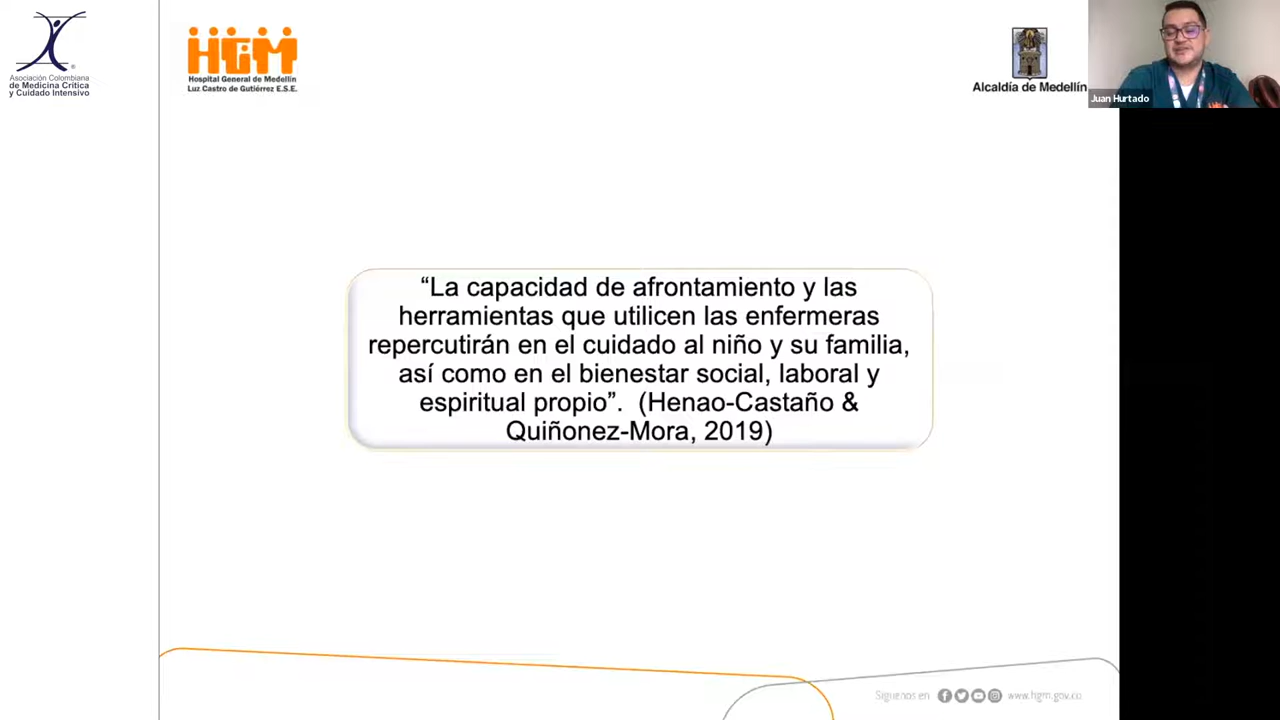 Asociación Colombiana
de Medicina Crítica
y Cuidado Intensivo
HGM
Hospital General de Medellín
Luz Castro de Gutiérrez E.S.E.
Alcaldía de Medellín
Juan Hurtado
“La capacidad de afrontamiento y las
herramientas que utilicen las enfermeras
repercutirán en el cuidado al niño y su familia,
así como en el bienestar social, laboral y
espiritual propio”. (Henao-Castaño &
Quiñonez-Mora, 2019)
Síguenos en www.hgm.gov.co